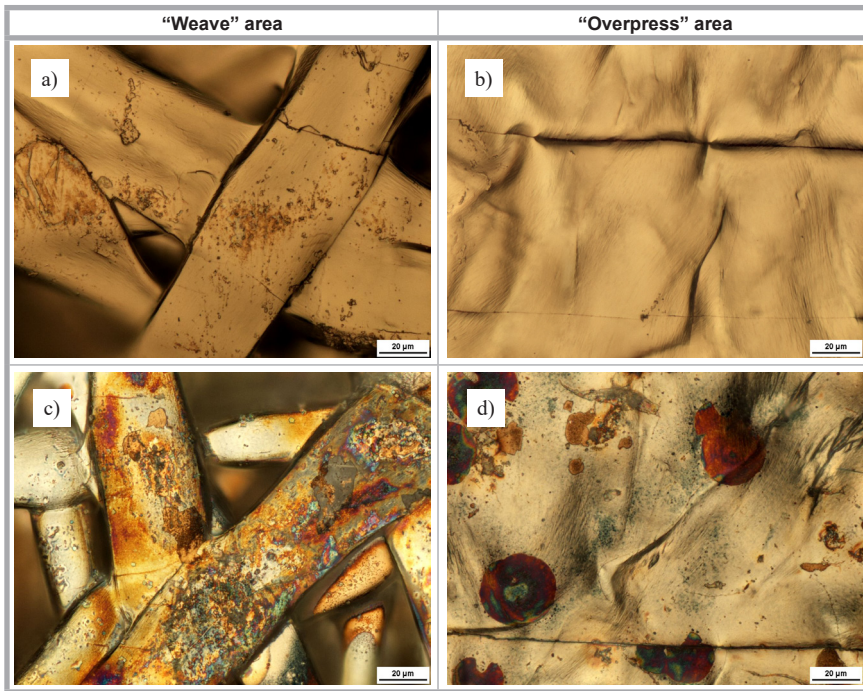 “Weave” area
“Overpress” area
a)
b)
20 µm
20 µm
c)
d)
20 µm
20 µm